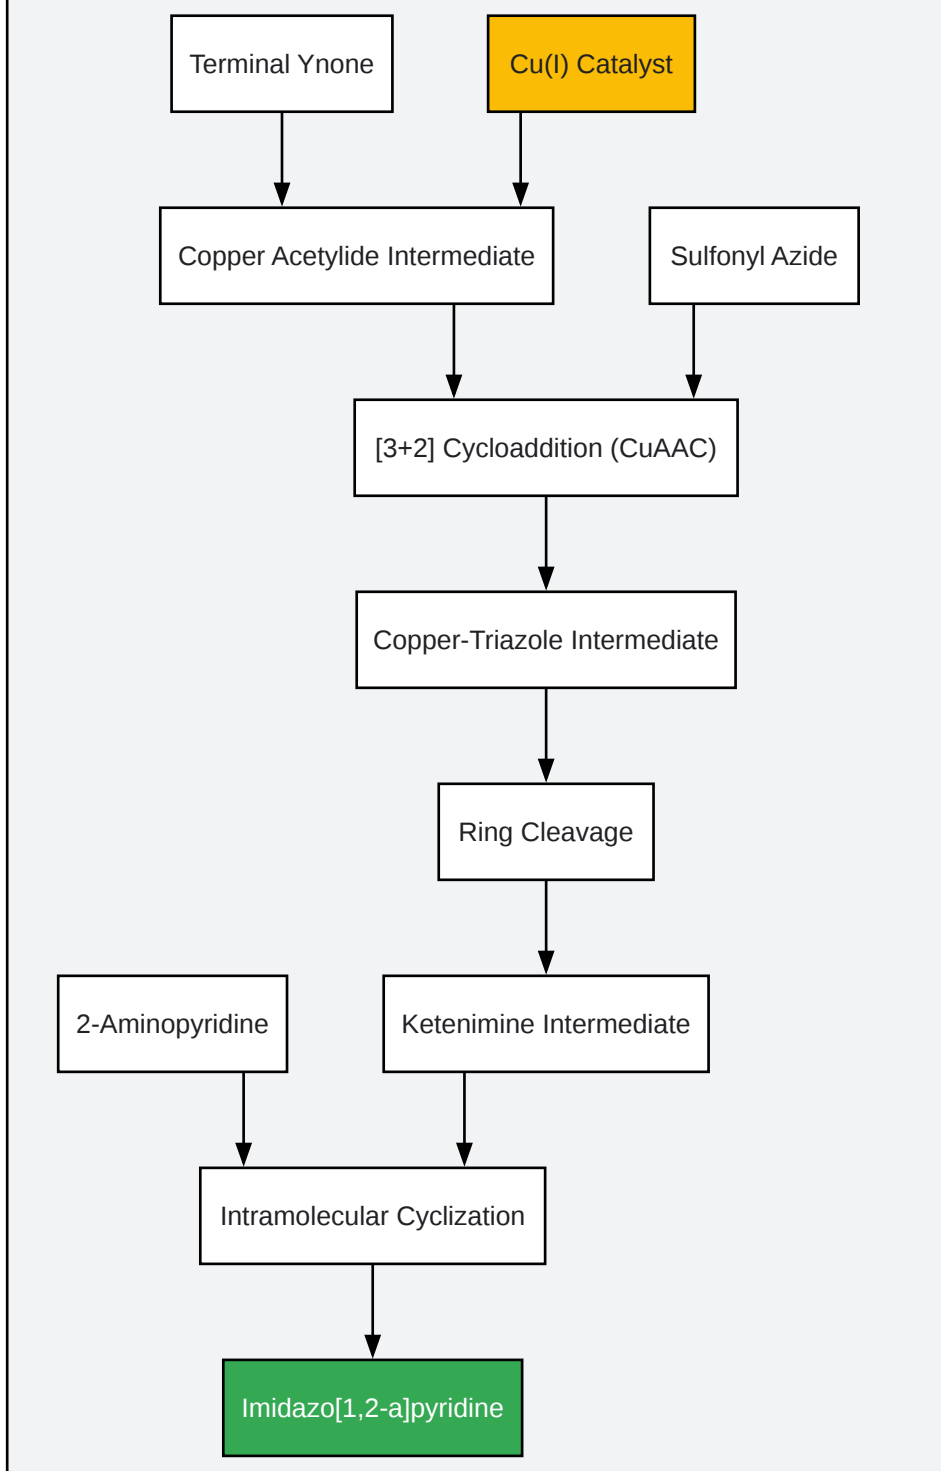 Terminal Ynone
Cu(I) Catalyst
Copper Acetylide Intermediate
Sulfonyl Azide
[3+2] Cycloaddition (CuAAC)
Copper-Triazole Intermediate
Ring Cleavage
2-Aminopyridine
Ketenimine Intermediate
Intramolecular Cyclization
Imidazo[1,2-a]pyridine